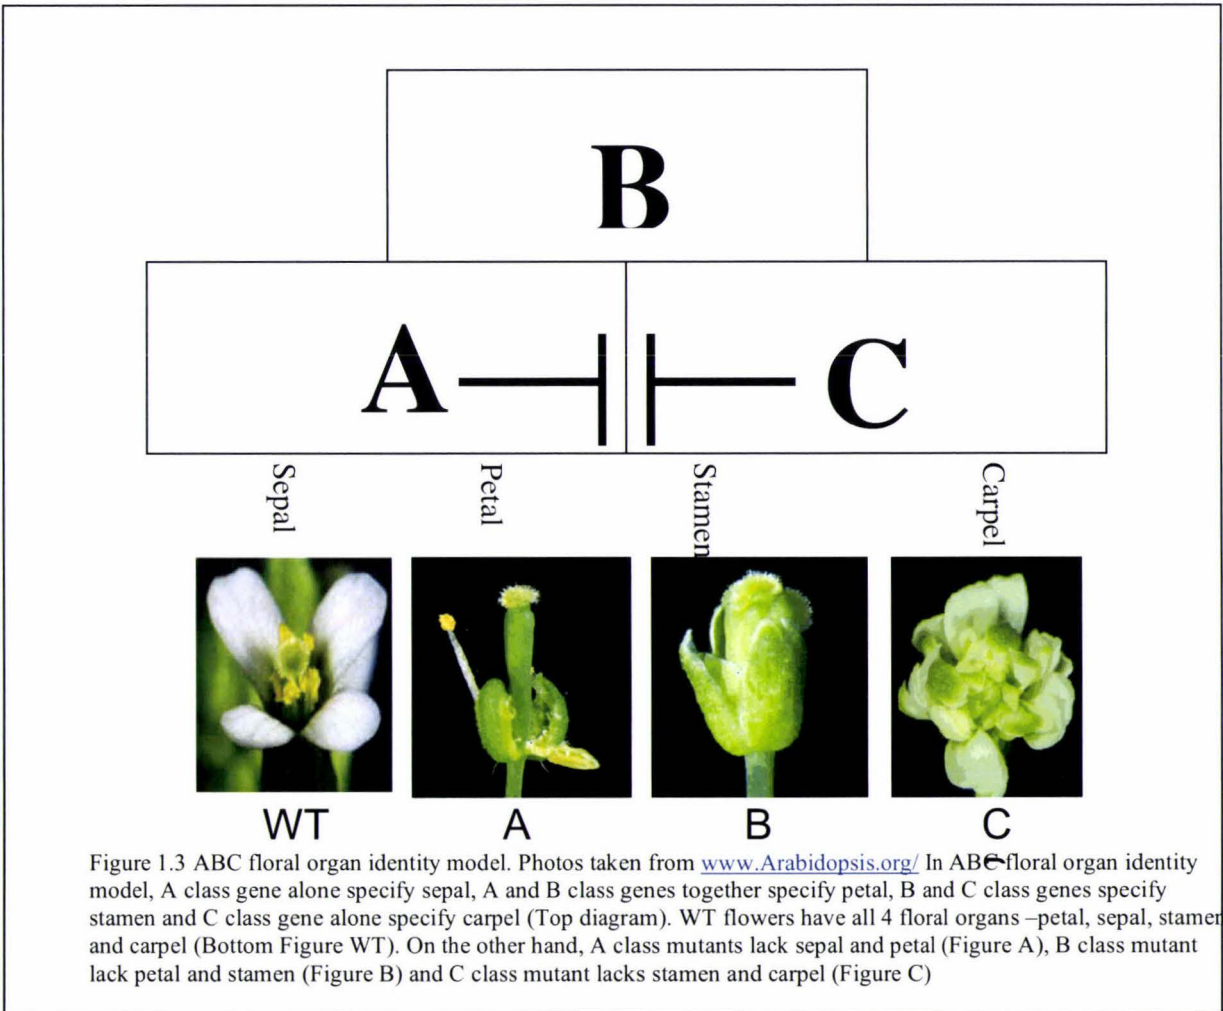 B
A C
Sepal Petal Stamen Carpel
WT A B C
Figure 1.3 ABC floral organ identity model. Photos taken from www.Arabidopsis.org/ In ABC floral organ identity
model, A class gene alone specify sepal, A and B class genes together specify petal, B and C class genes specify
stamen and C class gene alone specify carpel (Top diagram). WT flowers have all 4 floral organs –petal, sepal, stamen
and carpel (Bottom Figure WT). On the other hand, A class mutants lack sepal and petal (Figure A), B class mutant
lack petal and stamen (Figure B) and C class mutant lacks stamen and carpel (Figure C)